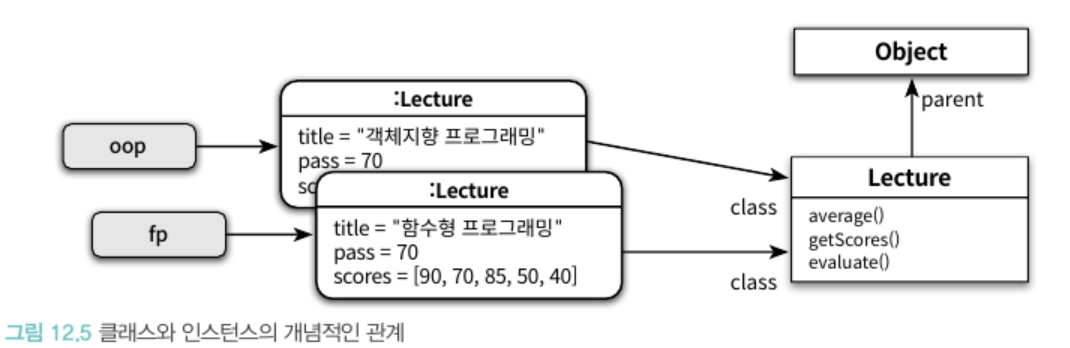 Object
parent
:Lecture
title = "객체지향 프로그래밍"
pass = 70
sc
oop
:Lecture
title = "함수형 프로그래밍"
pass = 70
scores = [90, 70, 85, 50, 40]
fp
class
class
Lecture
average()
getScores()
evaluate()
그림 12.5 클래스와 인스턴스의 개념적인 관계